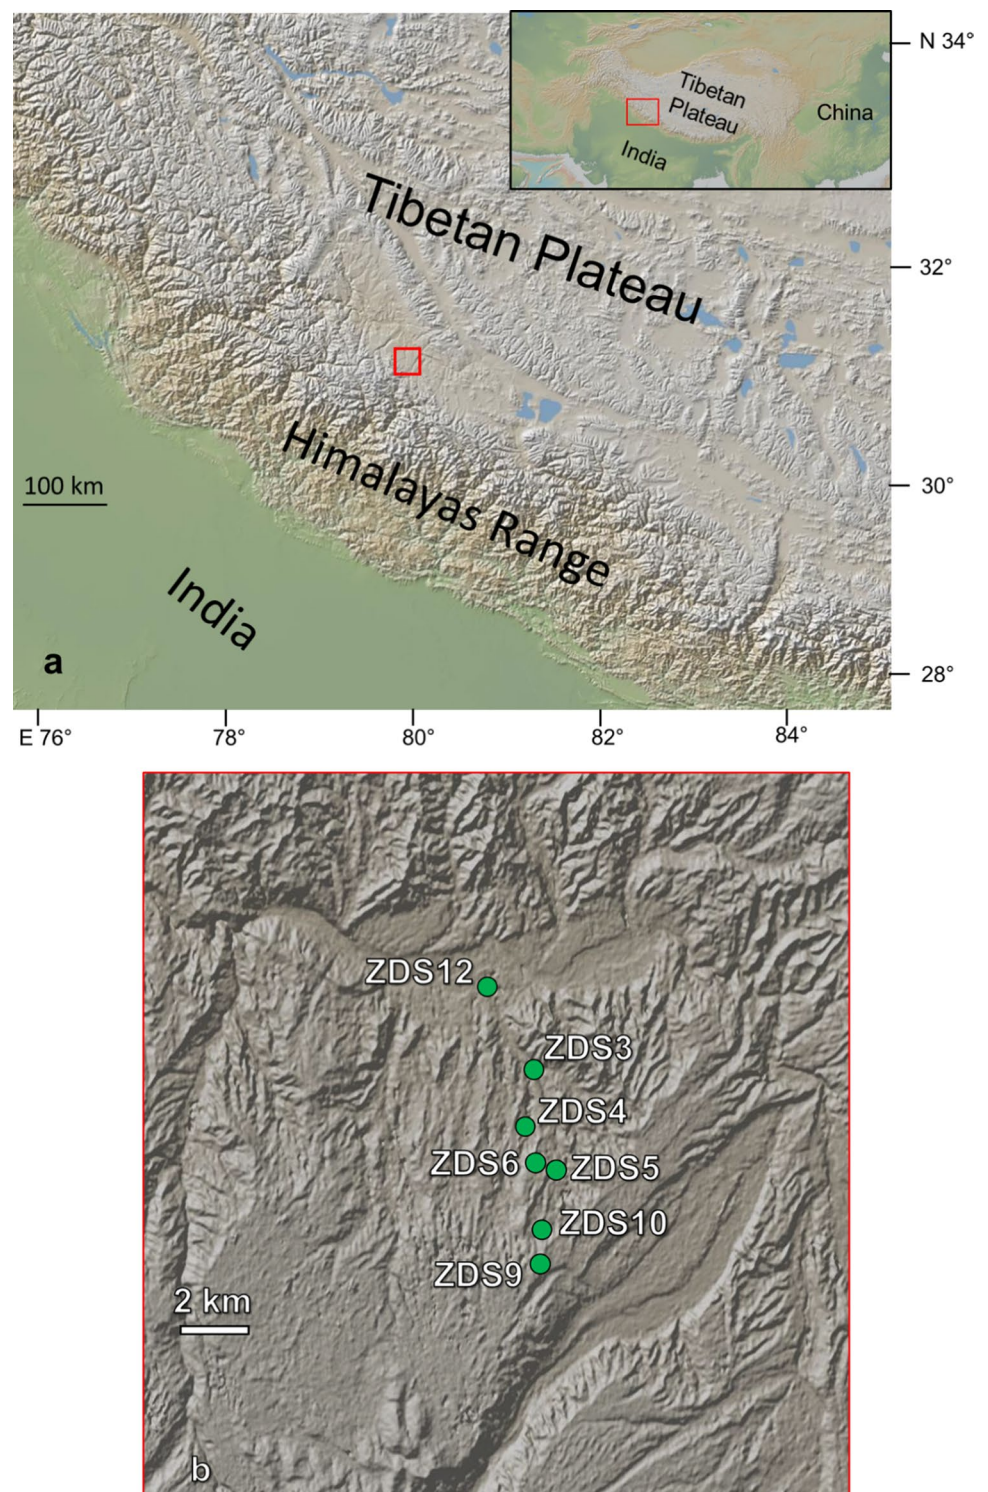 N 34°
Tibetan
Plateau
China
India
Tibetan Plateau
32°
Himalayas Range
100 km
30°
India
a
28°
E 76°
78°
80°
82°
84°
ZDS12
ZDS3
ZDS4
ZDS6
ZDS5
ZDS10
ZDS9
2 km
b